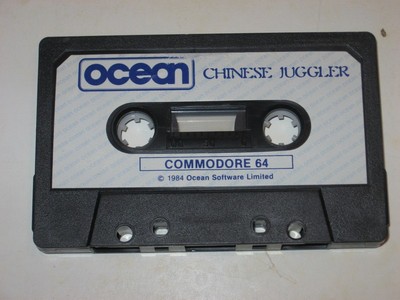 ocean CHINESE JUGGLER
COMMODORE 64
© 1984 Ocean Software Limited